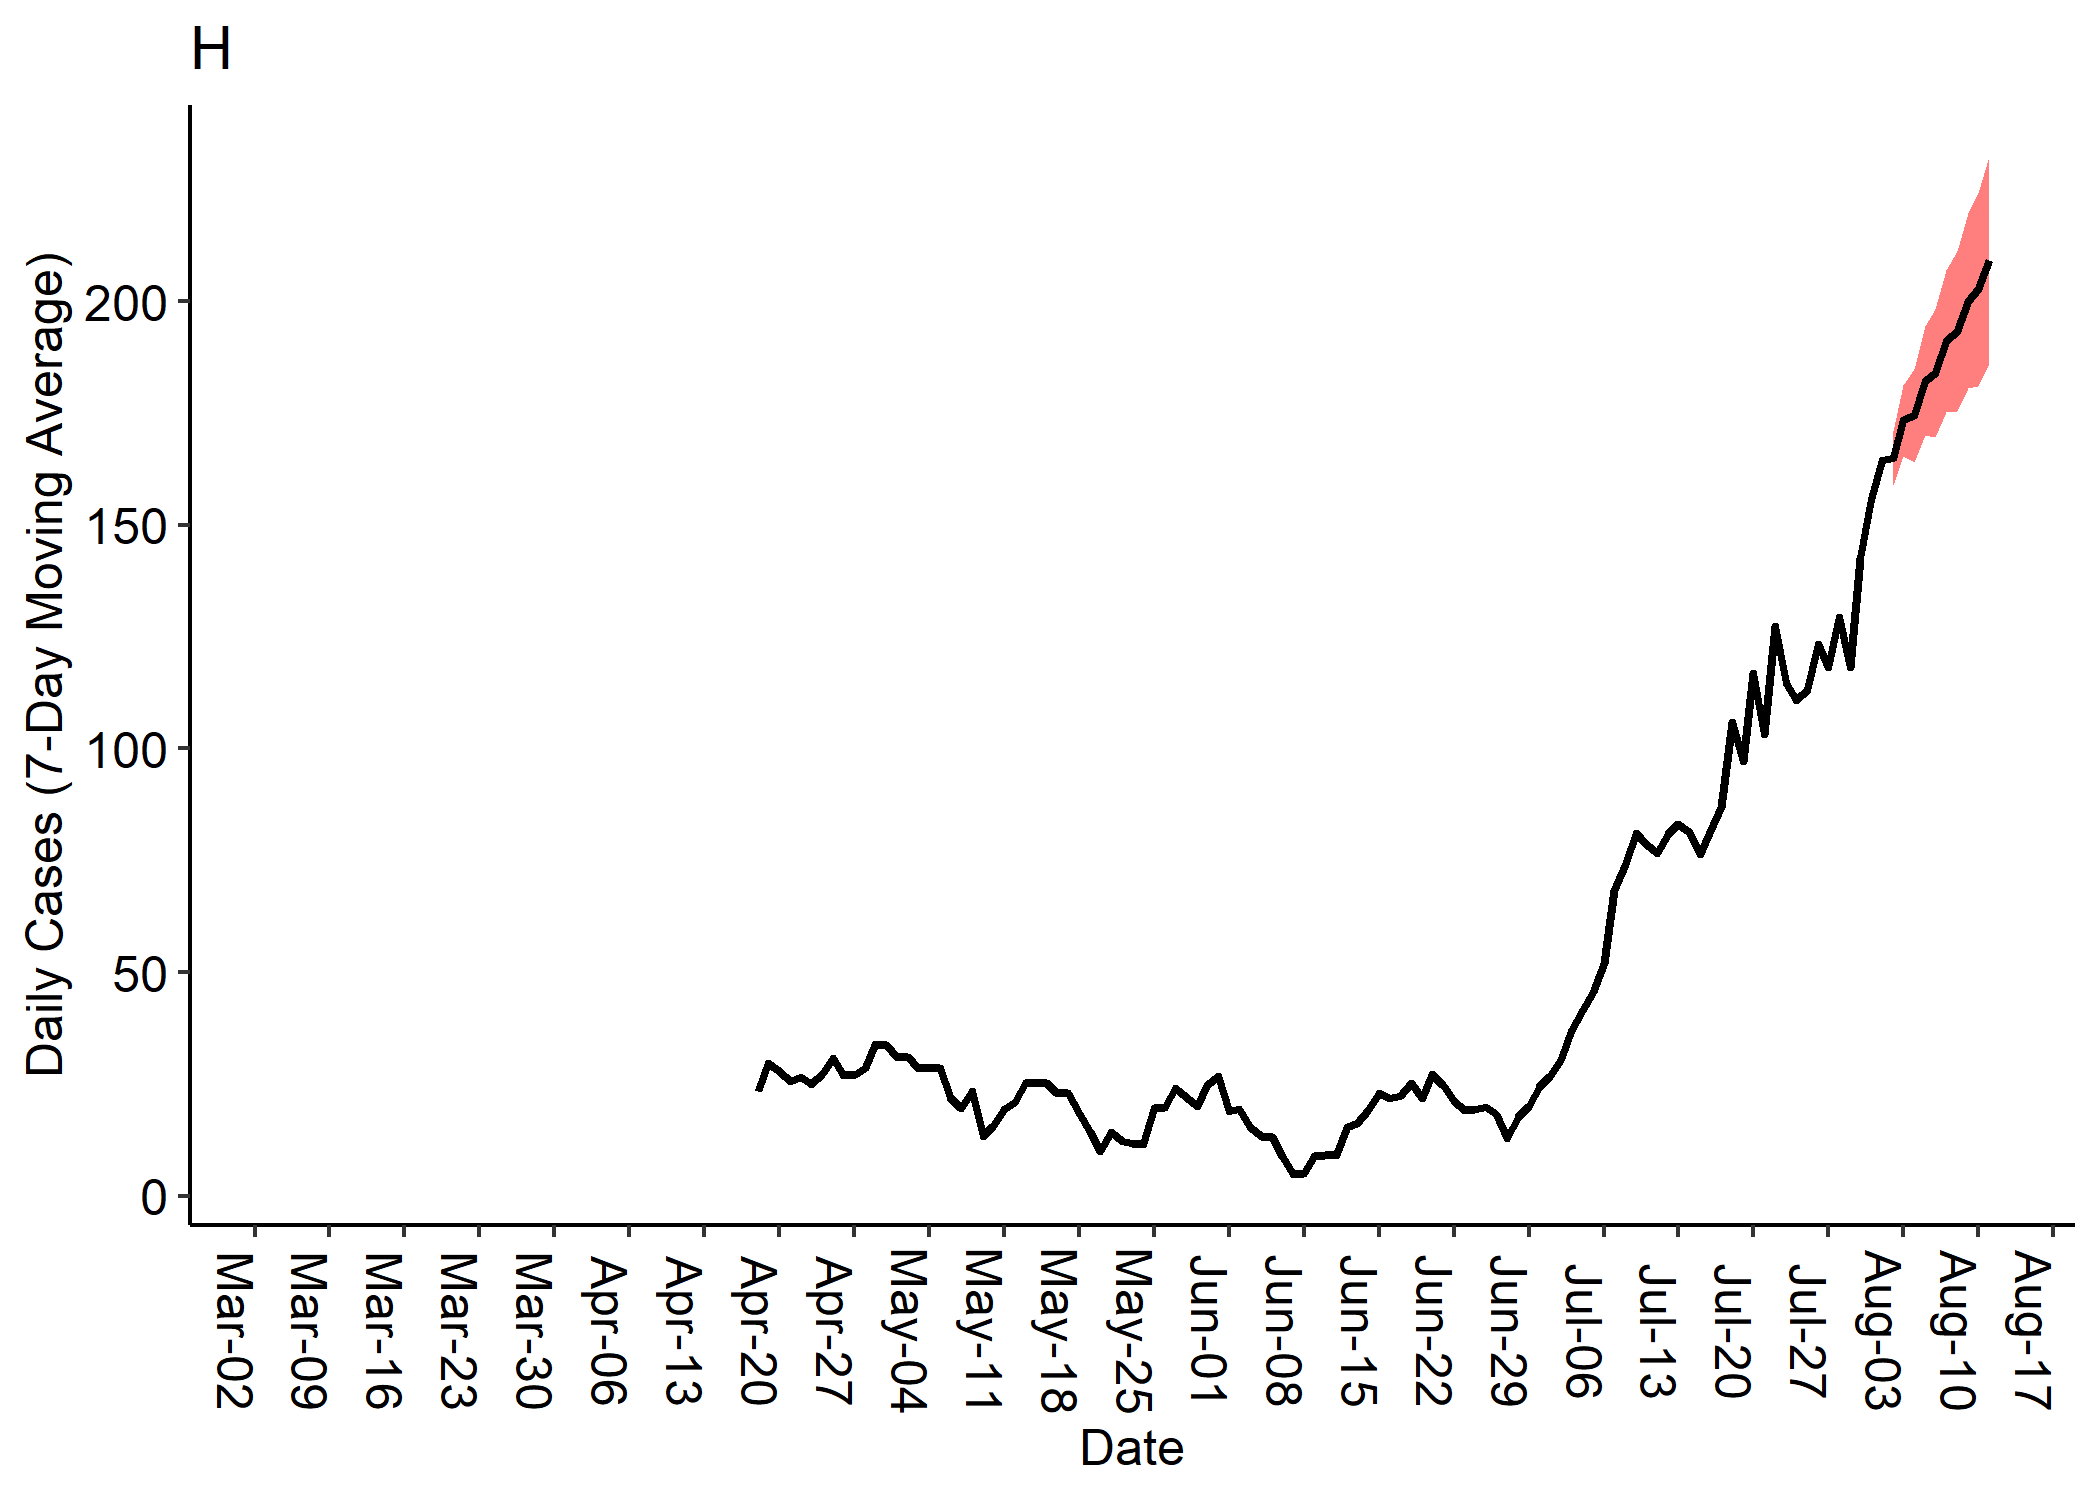 H
Daily Cases (7-Day Moving Average)
200
150
100
50
0
Mar-02
Mar-09
Mar-16
Mar-23
Mar-30
Apr-06
Apr-13
Apr-20
Apr-27
May-04
May-11
May-18
May-25
Jun-01
Jun-08
Jun-15
Jun-22
Jun-29
Jul-06
Jul-13
Jul-20
Jul-27
Aug-03
Aug-10
Aug-17
Date